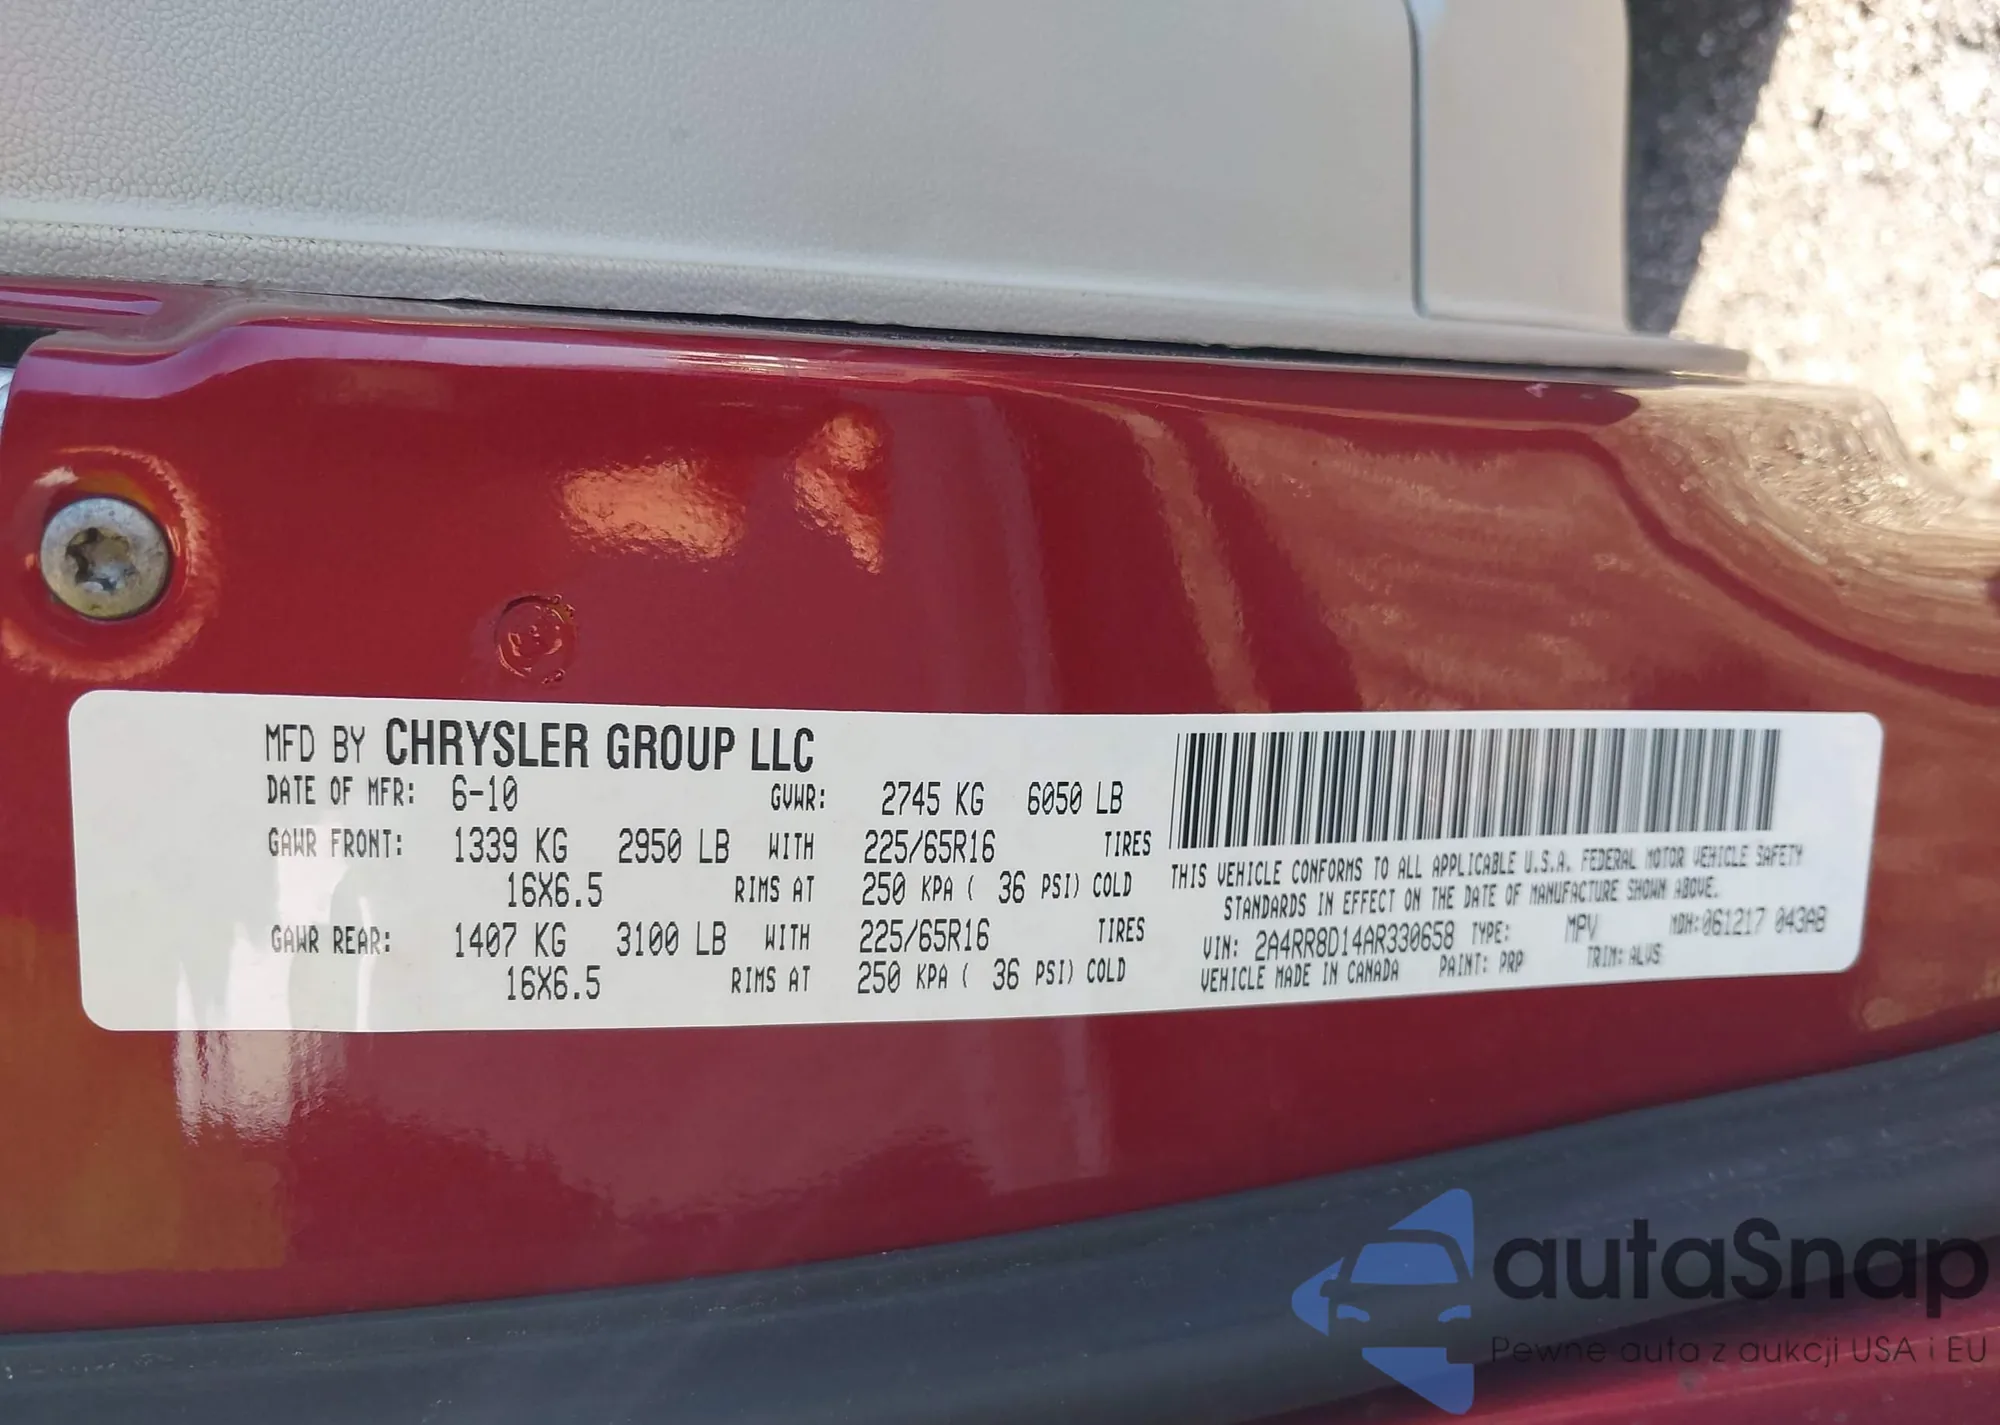 MFD BY CHRYSLER GROUP LLC
DATE OF MFR: 6-10 GVWR: 2745 KG 6050 LB
GAWR FRONT: 1339 KG 2950 LB WITH 225/65R16 TIRES
16X6.5 RIMS AT 250 KPA ( 36 PSI) COLD
GAWR REAR: 1407 KG 3100 LB WITH 225/65R16 TIRES
16X6.5 RIMS AT 250 KPA ( 36 PSI) COLD
THIS VEHICLE CONFORMS TO ALL APPLICABLE U.S.A. FEDERAL MOTOR VEHICLE SAFETY
STANDARDS IN EFFECT ON THE DATE OF MANUFACTURE SHOWN ABOVE.
VIN: 2A4RR8D14AR330658 TYPE: MPV MDH:061217 043AB
VEHICLE MADE IN CANADA PAINT: PRP TRIM: ALVS
autaSnap
Pewne auta z aukcji USA i EU